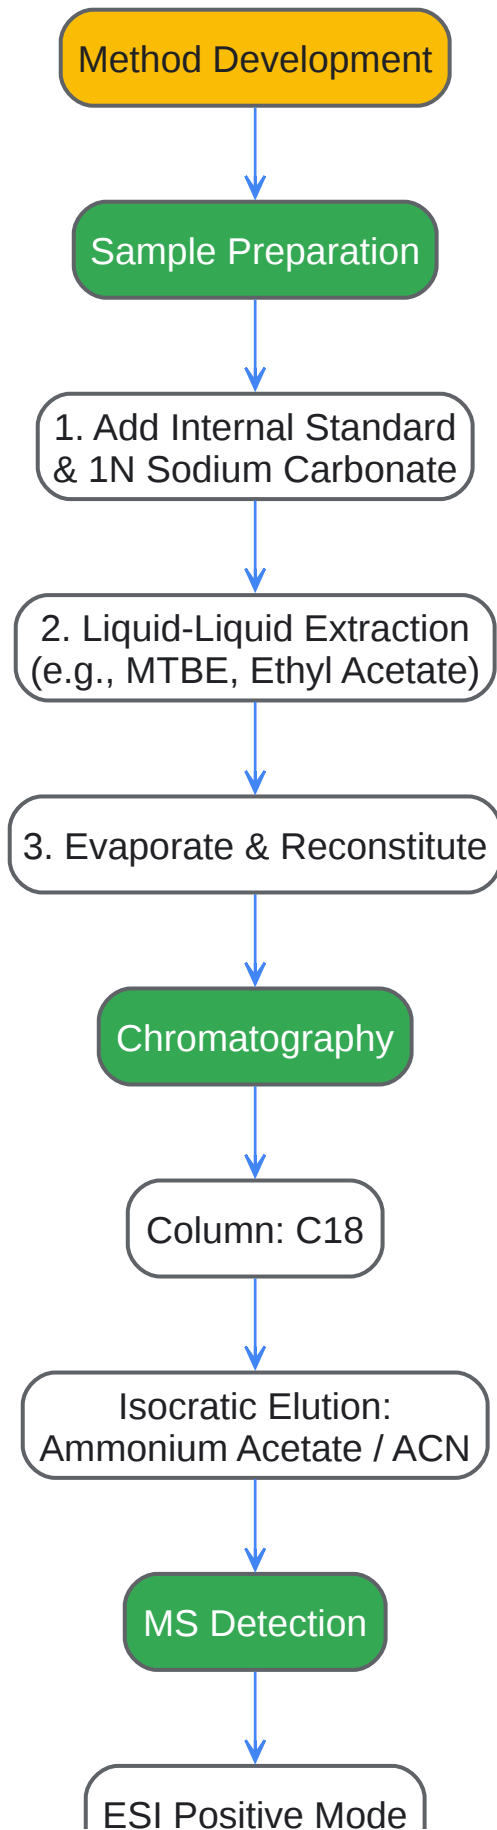 Method Development
Sample Preparation
1. Add Internal Standard
& 1N Sodium Carbonate
2. Liquid-Liquid Extraction
(e.g., MTBE, Ethyl Acetate)
3. Evaporate & Reconstitute
Chromatography
Column: C18
Isocratic Elution:
Ammonium Acetate / ACN
MS Detection
ESI Positive Mode